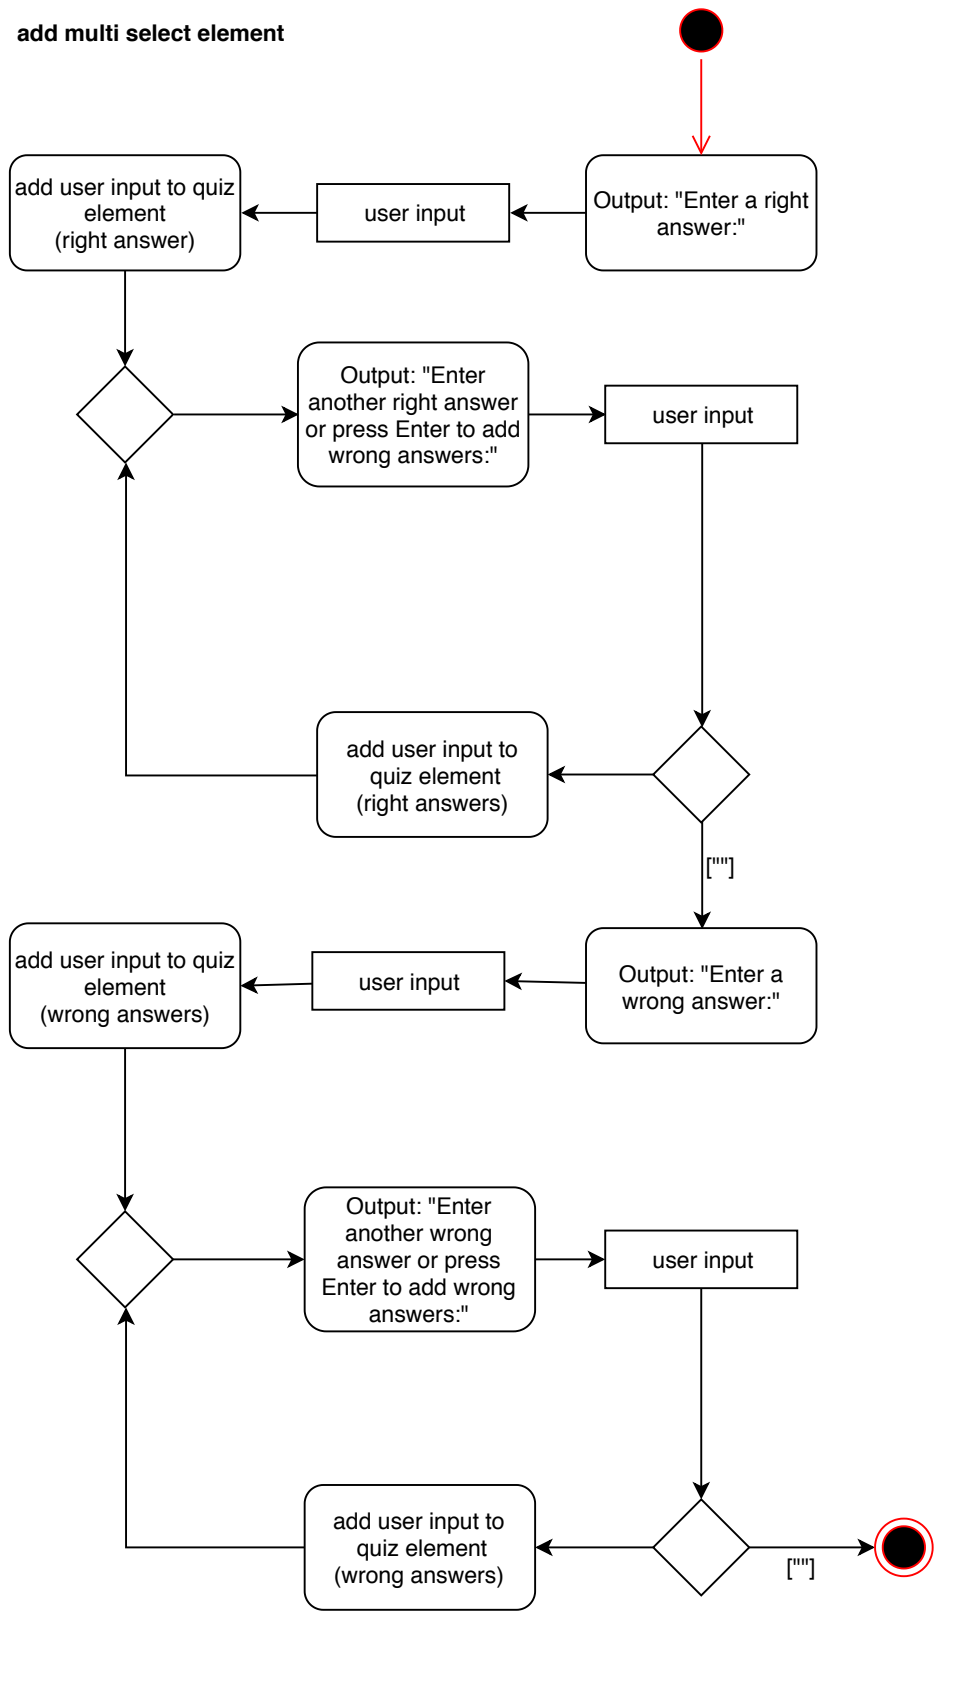 add multi select element
Output: "Enter a right
answer:"
user input
add user input to quiz
element
(right answer)
Output: "Enter
another right answer
or press Enter to add
wrong answers:"
user input
add user input to
quiz element
(right answers)
[""]
Output: "Enter a
wrong answer:"
user input
add user input to quiz
element
(wrong answers)
Output: "Enter
another wrong
answer or press
Enter to add wrong
answers:"
user input
add user input to
quiz element
(wrong answers)
[""]